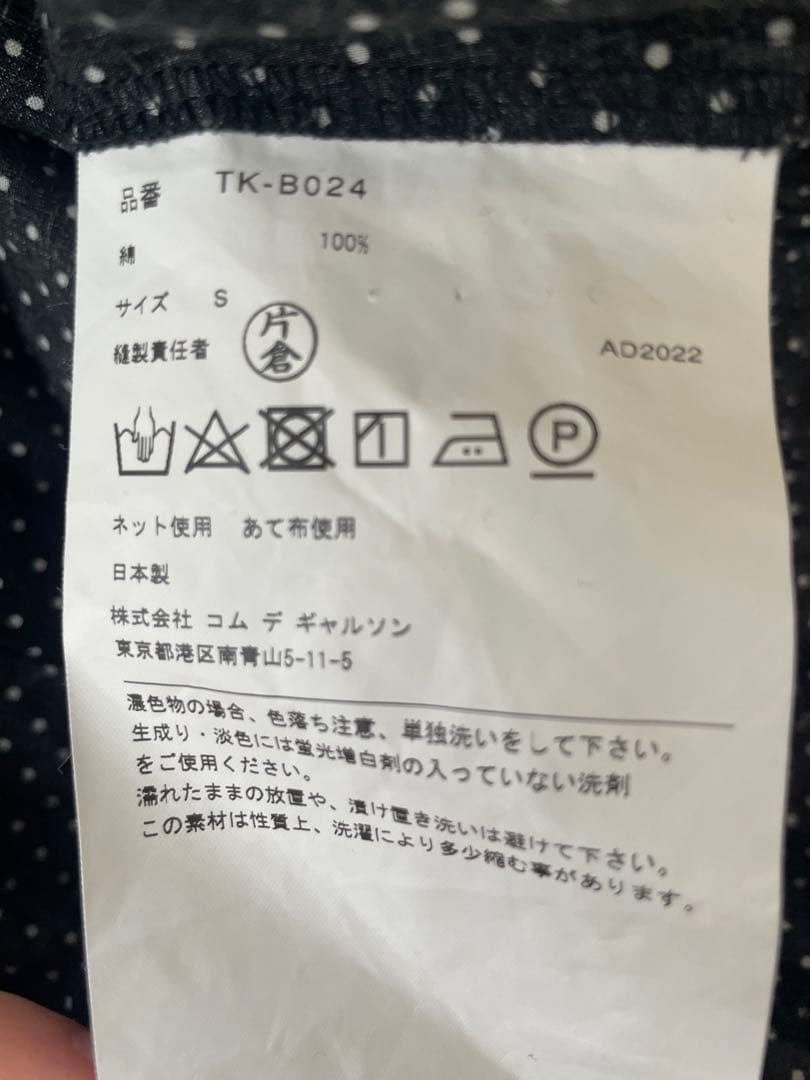 品番 TK-B024
綿 100%
サイズ S
縫製責任者 片倉 AD2022
P
ネット使用 あて布使用
日本製
株式会社 コム デ ギャルソン
東京都港区南青山5-11-5
濃色物の場合、色落ち注意、単独洗いをして下さい。
生成り・淡色には蛍光増白剤の入っていない洗剤
をご使用ください。
濡れたままの放置や、漬け置き洗いは避けて下さい。
この素材は性質上、洗濯により多少縮む事があります。